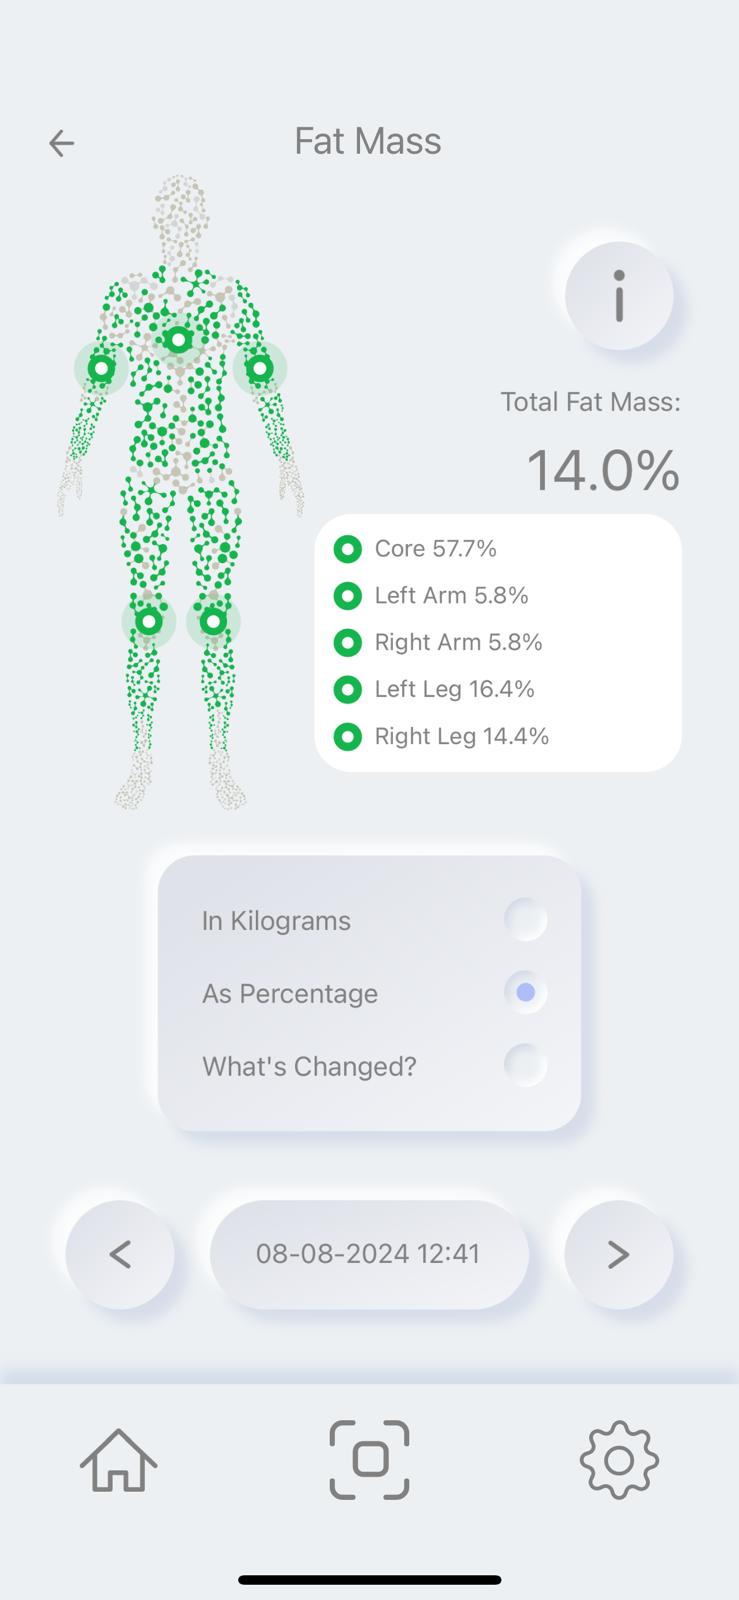 Fat Mass
Total Fat Mass:
14.0%
Core 57.7%
Left Arm 5.8%
Right Arm 5.8%
Left Leg 16.4%
Right Leg 14.4%
In Kilograms
As Percentage
What's Changed?
08-08-2024 12:41